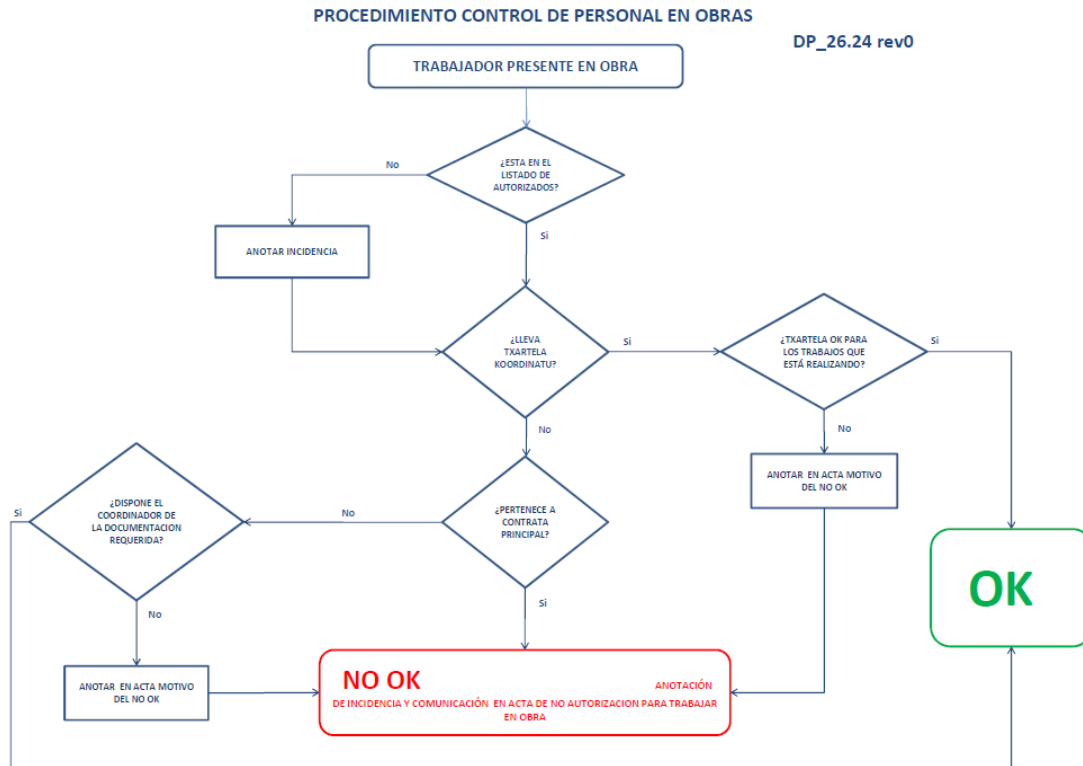 PROCEDIMIENTO CONTROL DE PERSONAL EN OBRAS
DP_26.24 rev0
TRABAJADOR PRESENTE EN OBRA
¿ESTA EN EL
LISTADO DE
AUTORIZADOS?
No
Si
ANOTAR INCIDENCIA
¿LLEVA
TXARTELA
KOORDINATU?
Si
No
¿TXARTELA OK PARA
LOS TRABAJOS QUE
ESTÁ REALIZANDO?
Si
No
ANOTAR EN ACTA MOTIVO
DEL NO OK
¿PERTENECE A
CONTRATA
PRINCIPAL?
No
Si
¿DISPONE EL
COORDINADOR DE
LA DOCUMENTACION
REQUERIDA?
Si
No
ANOTAR EN ACTA MOTIVO
DEL NO OK
NO OK ANOTACIÓN
DE INCIDENCIA Y COMUNICACIÓN EN ACTA DE NO AUTORIZACION PARA TRABAJAR
EN OBRA
OK